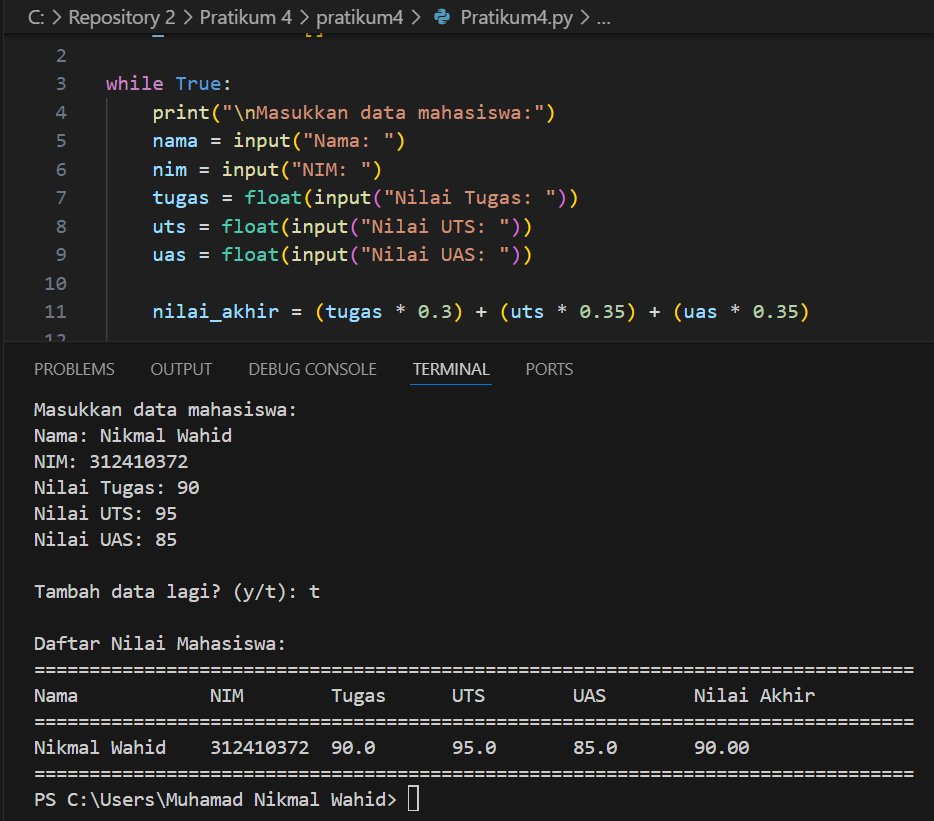 C: > Repository 2 > Pratikum 4 > pratikum4 > Pratikum4.py > ...
2
3 while True:
4 print("\nMasukkan data mahasiswa:")
5 nama = input("Nama: ")
6 nim = input("NIM: ")
7 tugas = float(input("Nilai Tugas: "))
8 uts = float(input("Nilai UTS: "))
9 uas = float(input("Nilai UAS: "))
10
11 nilai_akhir = (tugas * 0.3) + (uts * 0.35) + (uas * 0.35)
12
PROBLEMS OUTPUT DEBUG CONSOLE TERMINAL PORTS
Masukkan data mahasiswa:
Nama: Nikmal Wahid
NIM: 312410372
Nilai Tugas: 90
Nilai UTS: 95
Nilai UAS: 85
Tambah data lagi? (y/t): t
Daftar Nilai Mahasiswa:
================================================================================
Nama NIM Tugas UTS UAS Nilai Akhir
================================================================================
Nikmal Wahid 312410372 90.0 95.0 85.0 90.00
================================================================================
PS C:\Users\Muhamad Nikmal Wahid>